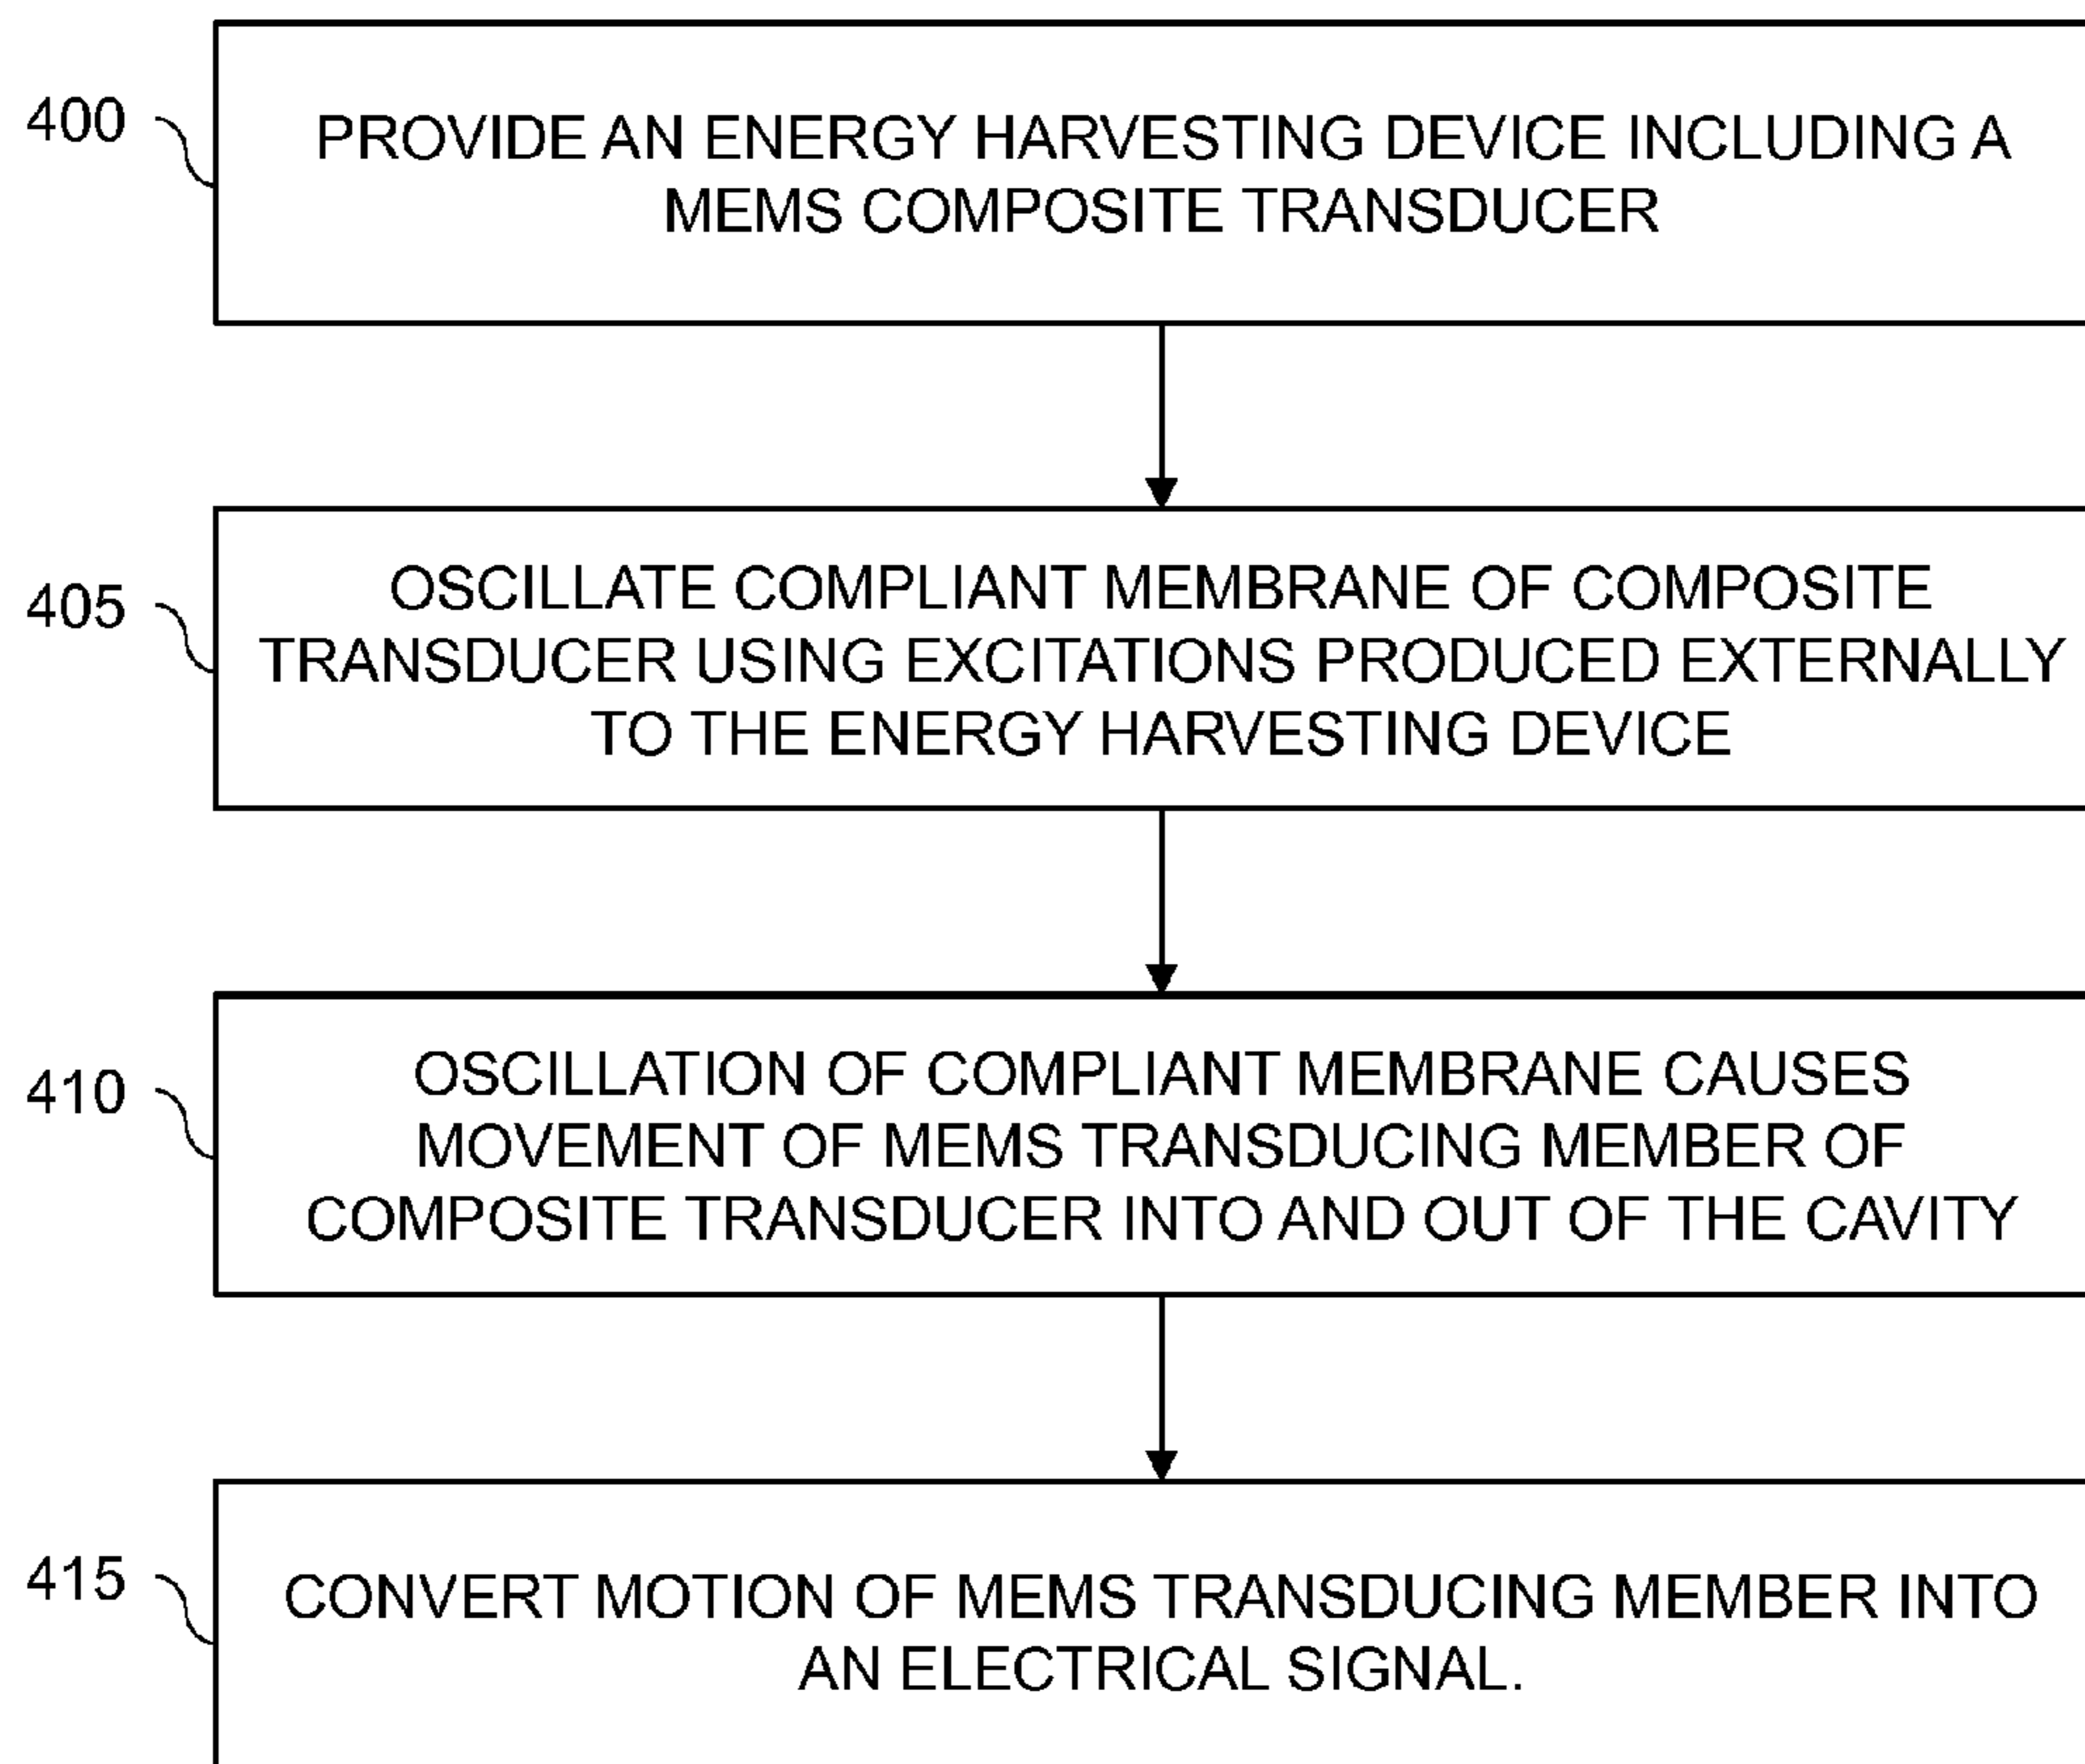 400
PROVIDE AN ENERGY HARVESTING DEVICE INCLUDING A
MEMS COMPOSITE TRANSDUCER
405
OSCILLATE COMPLIANT MEMBRANE OF COMPOSITE
TRANSDUCER USING EXCITATIONS PRODUCED EXTERNALLY
TO THE ENERGY HARVESTING DEVICE
410
OSCILLATION OF COMPLIANT MEMBRANE CAUSES
MOVEMENT OF MEMS TRANSDUCING MEMBER OF
COMPOSITE TRANSDUCER INTO AND OUT OF THE CAVITY
415
CONVERT MOTION OF MEMS TRANSDUCING MEMBER INTO
AN ELECTRICAL SIGNAL.